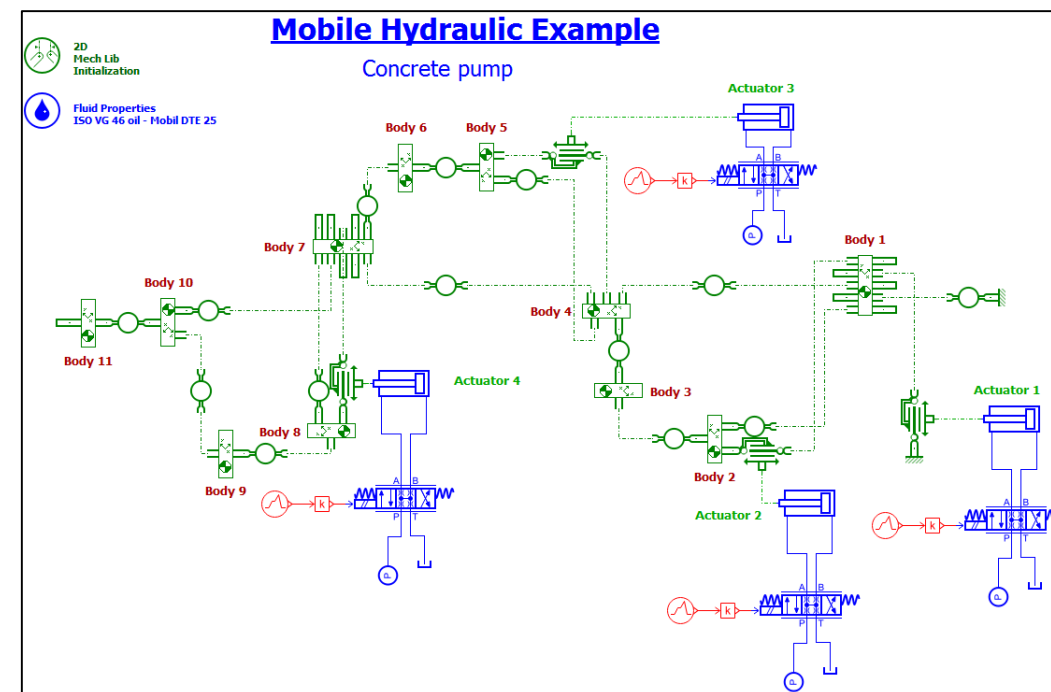 Mobile Hydraulic Example
Concrete pump
2D
Mech Lib
Initialization
Fluid Properties
ISO VG 46 oil - Mobil DTE 25
Actuator 3
Body 6
Body 5
A B
k
P T
P
Body 7
Body 1
Body 10
Body 4
Body 11
Actuator 4
Body 3
Actuator 1
Body 8
Body 2
Body 9
A B
k
P T
P
Actuator 2
A B
k
P T
P
A B
k
P T
P